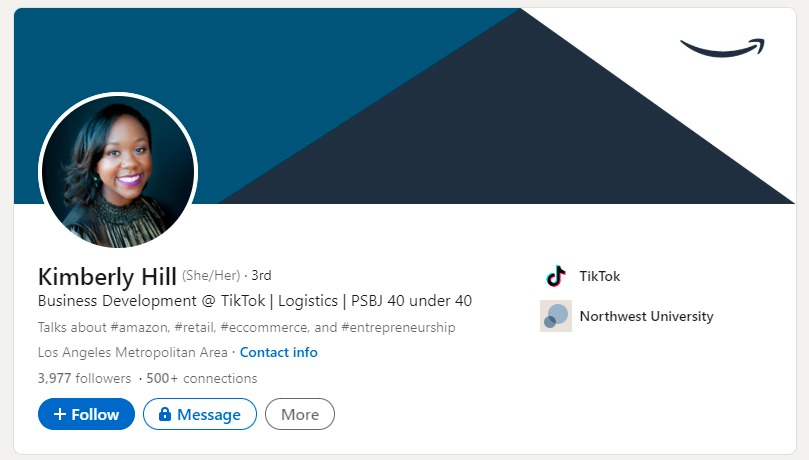 Kimberly Hill (She/Her) · 3rd
Business Development @ TikTok | Logistics | PSBJ 40 under 40
Talks about #amazon, #retail, #eccommerce, and #entrepreneurship
Los Angeles Metropolitan Area · Contact info
3,977 followers · 500+ connections
+ Follow
Message
More
TikTok
Northwest University